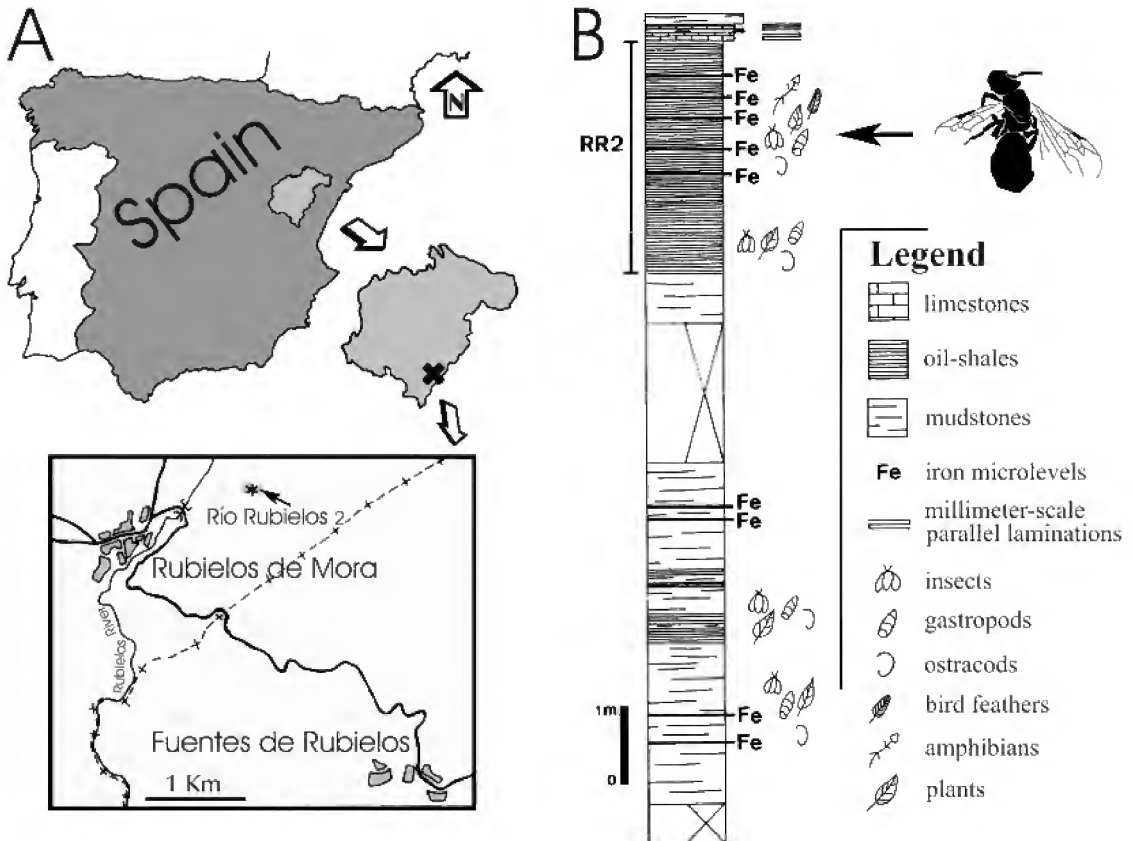 A
N
Spain
Río Rubielos 2
Rubielos de Mora
Rubielos River
Fuentes de Rubielos
1 Km
B
RR2
Fe
Fe
Fe
Fe
Fe
Fe
Fe
Fe
Fe
1m
0
Legend
limestones
oil-shales
mudstones
Fe iron microlevels
millimeter-scale
parallel laminations
insects
gastropods
ostracods
bird feathers
amphibians
plants